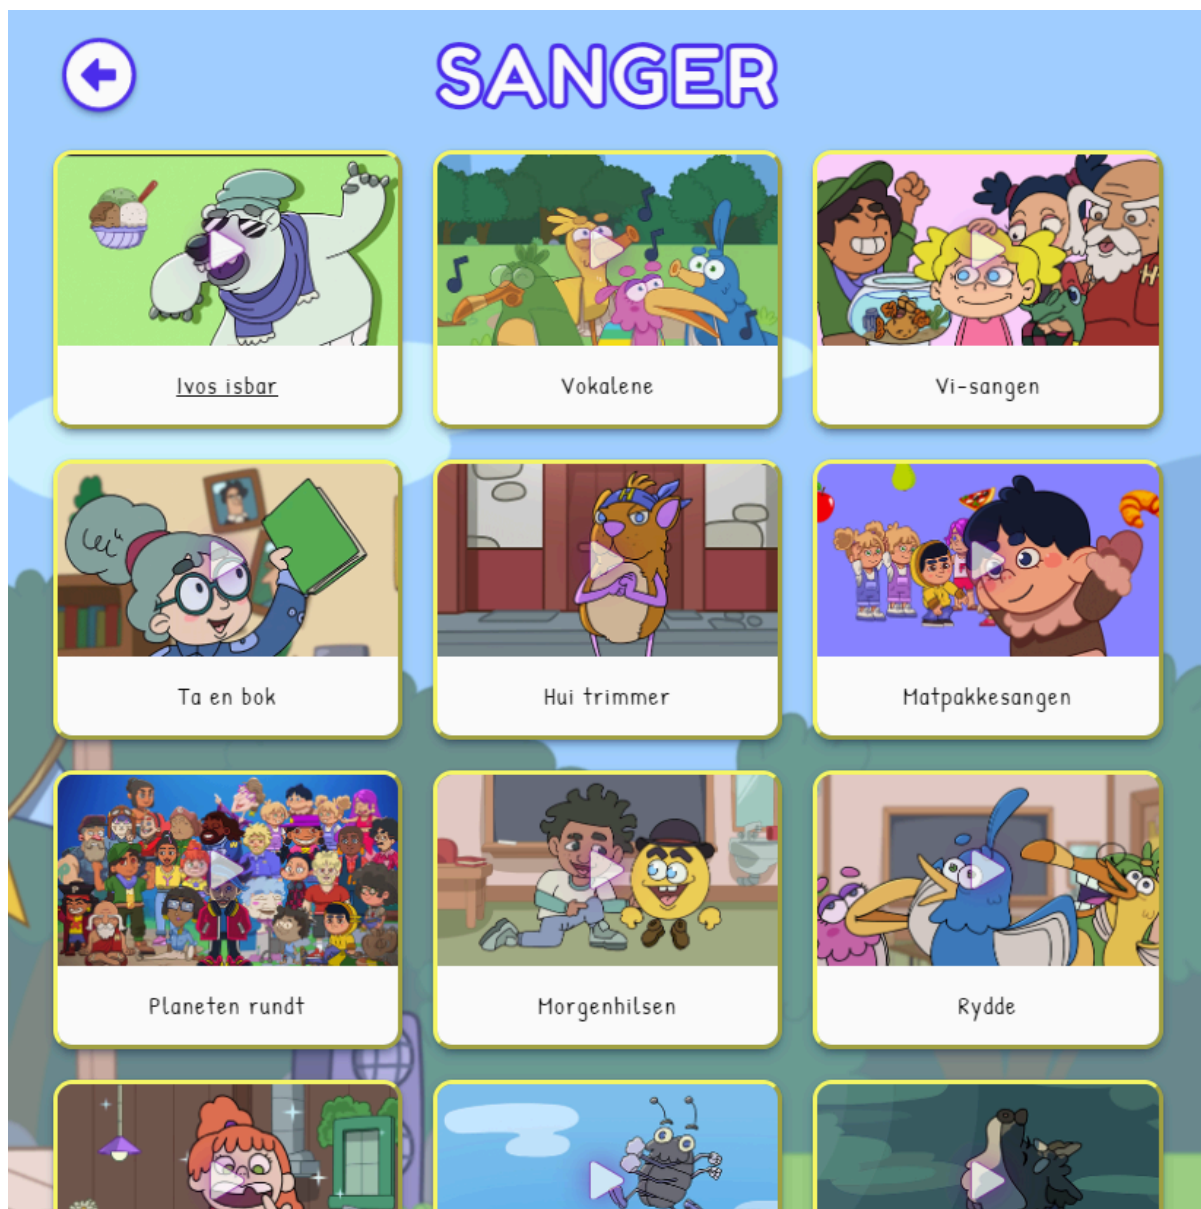 SANGER
Ivos isbar
Vokalene
Vi-sangen
Ta en bok
Hui trimmer
Matpakkesangen
Planeten rundt
Morgenhilsen
Rydde